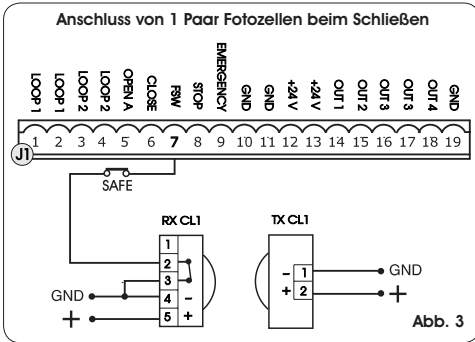 Anschluss von 1 Paar Fotozellen beim Schließen
LOOP 1 LOOP 1 LOOP 2 LOOP 2 OPEN A CLOSE FSW STOP EMERGENCY GND GND +24 V +24 V OUT 1 OUT 2 OUT 3 OUT 3 OUT 4 GND
1 2 3 4 5 6 7 8 9 10 11 12 13 14 15 16 17 18 19
J1
SAFE
RX CL1
1
2
3
GND 4 -
+ 5 +
TX CL1
- 1 GND
+ 2 +
Abb. 3